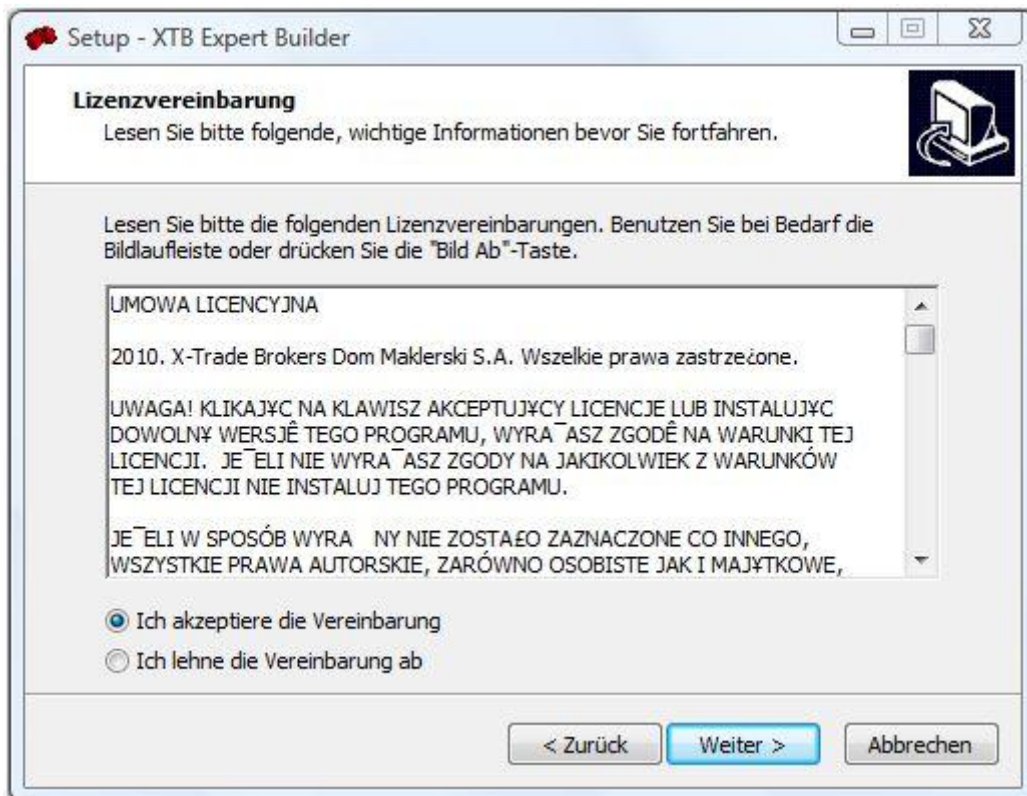 Setup - XTB Expert Builder
Lizenzvereinbarung
Lesen Sie bitte folgende, wichtige Informationen bevor Sie fortfahren.
Lesen Sie bitte die folgenden Lizenzvereinbarungen. Benutzen Sie bei Bedarf die
Bildlaufleiste oder drücken Sie die "Bild Ab"-Taste.
UMOWA LICENCYJNA
2010. X-Trade Brokers Dom Maklerski S.A. Wszelkie prawa zastrze¿one.
UWAGA! KLIKAJ¥C NA KLAWISZ AKCEPTUJ¥CY LICENCJE LUB INSTALUJ¥C
DOWOLN¥ WERSJÊ TEGO PROGRAMU, WYRA¯ASZ ZGODÊ NA WARUNKI TEJ
LICENCJI.  JE¯ELI NIE WYRA¯ASZ ZGODY NA JAKIKOLWIEK Z WARUNKÓW
TEJ LICENCJI NIE INSTALUJ TEGO PROGRAMU.
JE¯ELI W SPOSÓB WYRA   NY NIE ZOSTA£O ZAZNACZONE CO INNEGO,
WSZYSTKIE PRAWA AUTORSKIE, ZARÓWNO OSOBISTE JAK I MAJ¥TKOWE,
Ich akzeptiere die Vereinbarung
Ich lehne die Vereinbarung ab
< Zurück
Weiter >
Abbrechen